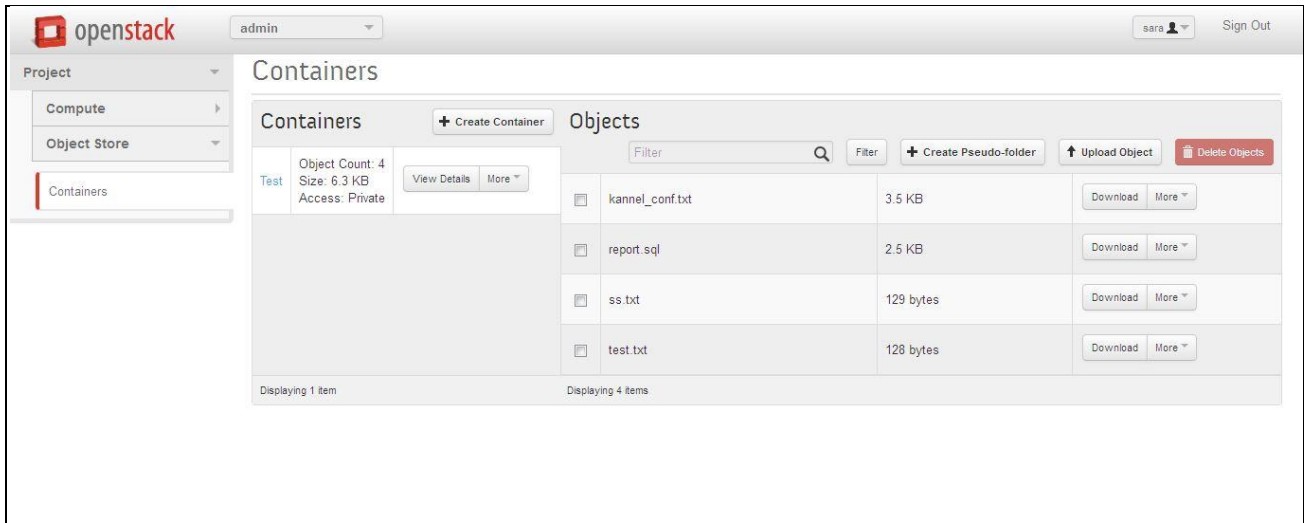 openstack
admin
sara
Sign Out
Project
Compute
Object Store
Containers
Containers
Containers
+ Create Container
Test
Object Count: 4
Size: 6.3 KB
Access: Private
View Details
More
Displaying 1 item
Objects
Filter
Filter
+ Create Pseudo-folder
Upload Object
Delete Objects
kannel_conf.txt 3.5 KB Download More
report.sql 2.5 KB Download More
ss.txt 129 bytes Download More
test.txt 128 bytes Download More
Displaying 4 items